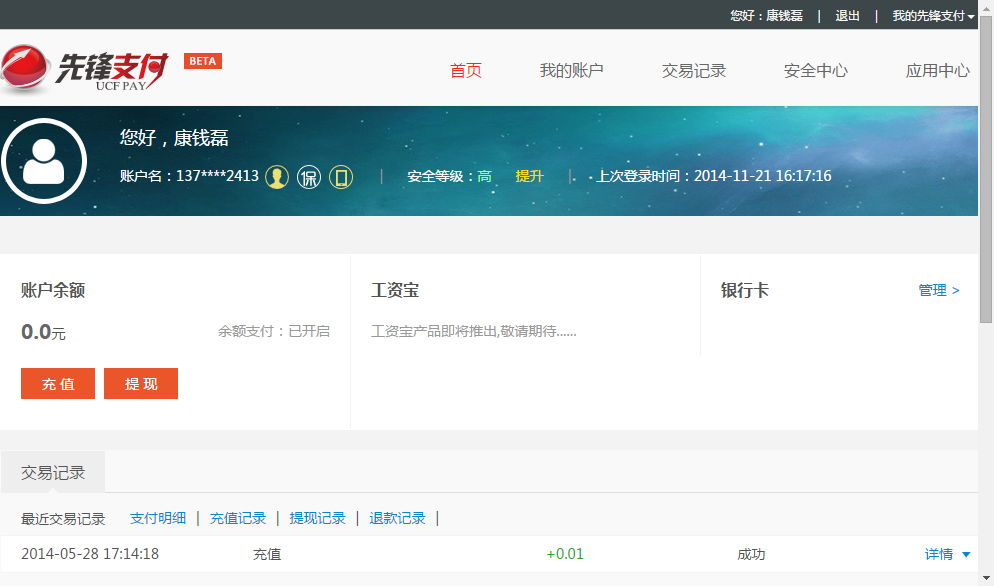 您好：康钱磊 | 退出 | 我的先锋支付
先锋支付 UCF PAY BETA 首页 我的账户 交易记录 安全中心 应用中心
您好，康钱磊
账户名：137****2413 保 | 安全等级：高 提升 | 上次登录时间：2014-11-21 16:17:16
账户余额 工资宝 银行卡 管理 >
0.0元 余额支付：已开启 工资宝产品即将推出,敬请期待......
充 值 提 现
交易记录
最近交易记录 支付明细 | 充值记录 | 提现记录 | 退款记录 |
2014-05-28 17:14:18 充值 +0.01 成功 详情